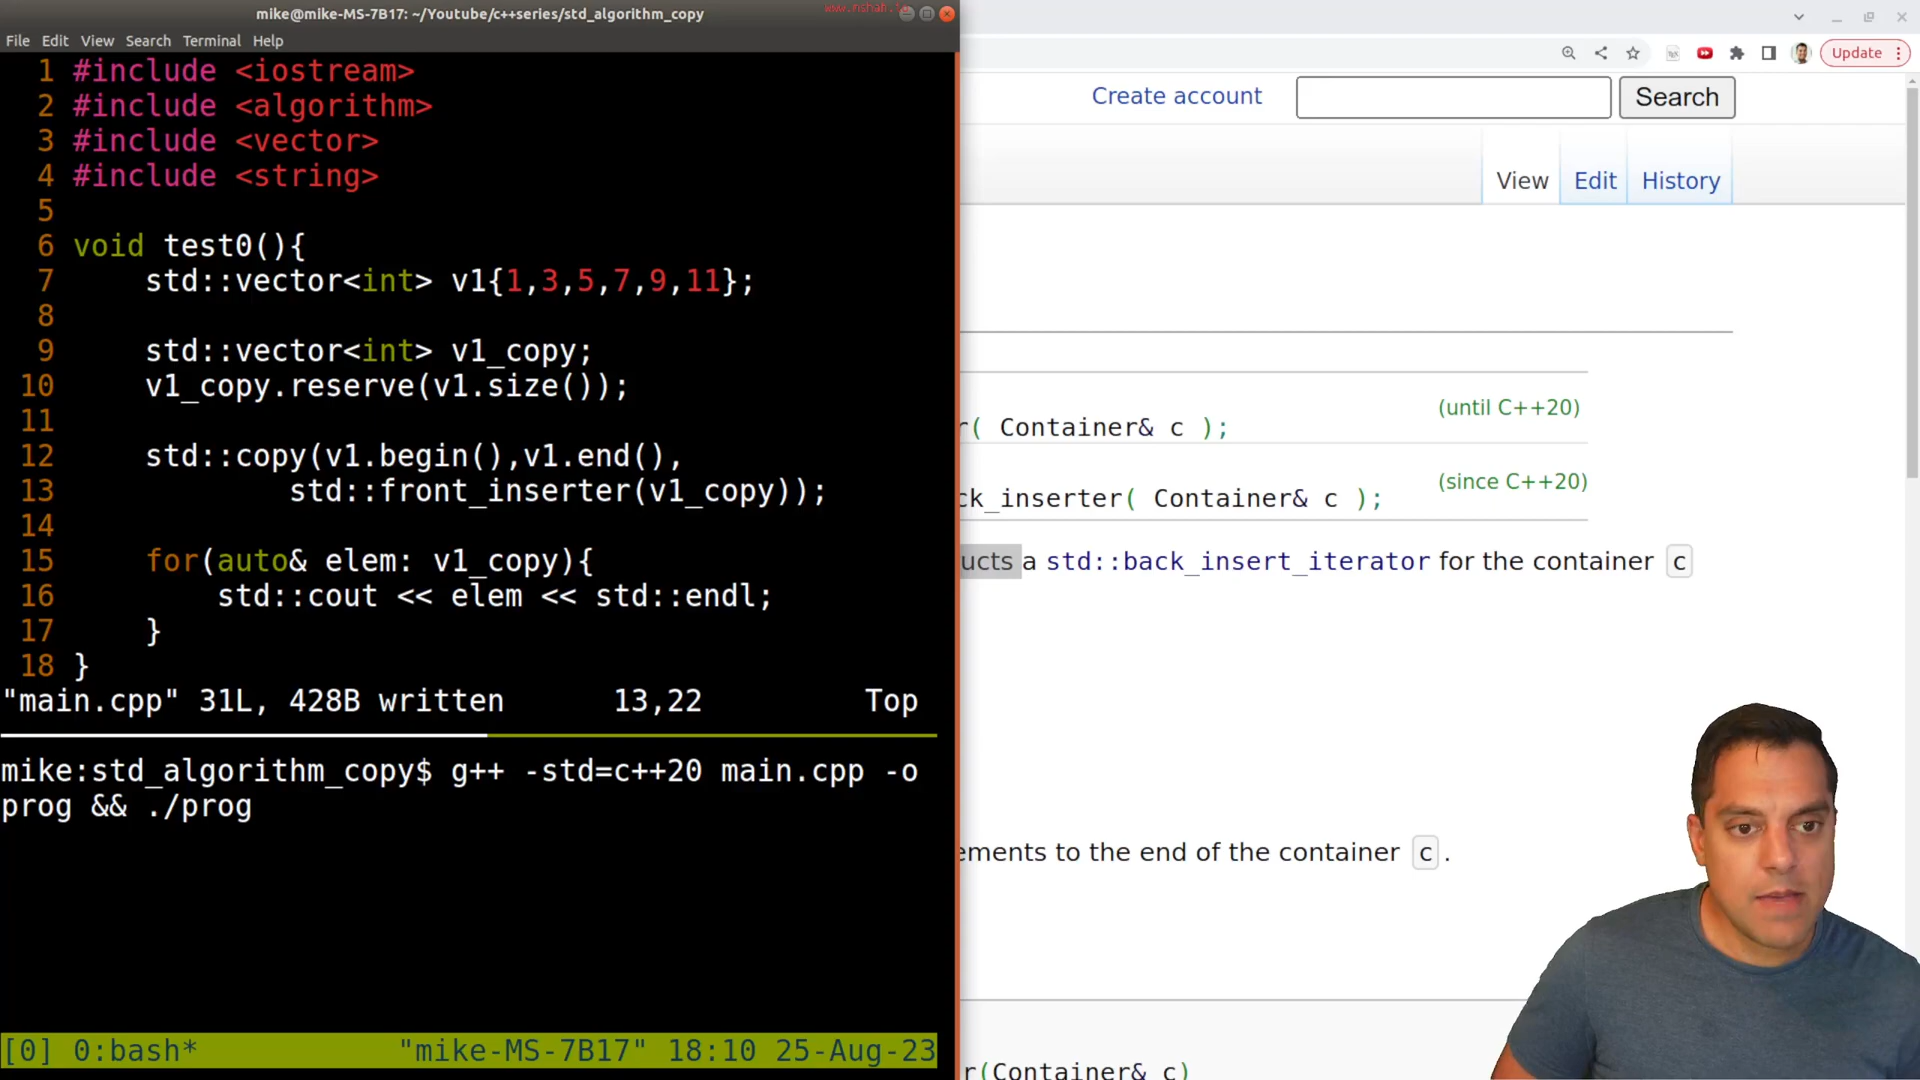 mike@mike-MS-7B17: ~/Youtube/c++series/std_algorithm_copy
File Edit View Search Terminal Help
1 #include <iostream>
2 #include <algorithm>
3 #include <vector>
4 #include <string>
5
6 void test0(){
7 std::vector<int> v1{1,3,5,7,9,11};
8
9 std::vector<int> v1_copy;
10 v1_copy.reserve(v1.size());
11
12 std::copy(v1.begin(),v1.end(),
13 std::front_inserter(v1_copy));
14
15 for(auto& elem: v1_copy){
16 std::cout << elem << std::endl;
17 }
18 }
"main.cpp" 31L, 428B written 13,22 Top
mike:std_algorithm_copy$ g++ -std=c++20 main.cpp -o
prog && ./prog
[0] 0:bash* "mike-MS-7B17" 18:10 25-Aug-23
Update
Create account Search
View Edit History
(until C++20)
r( Container& c );
(since C++20)
ck_inserter( Container& c );
ucts a std::back_insert_iterator for the container c
ements to the end of the container c .
r(Container& c)